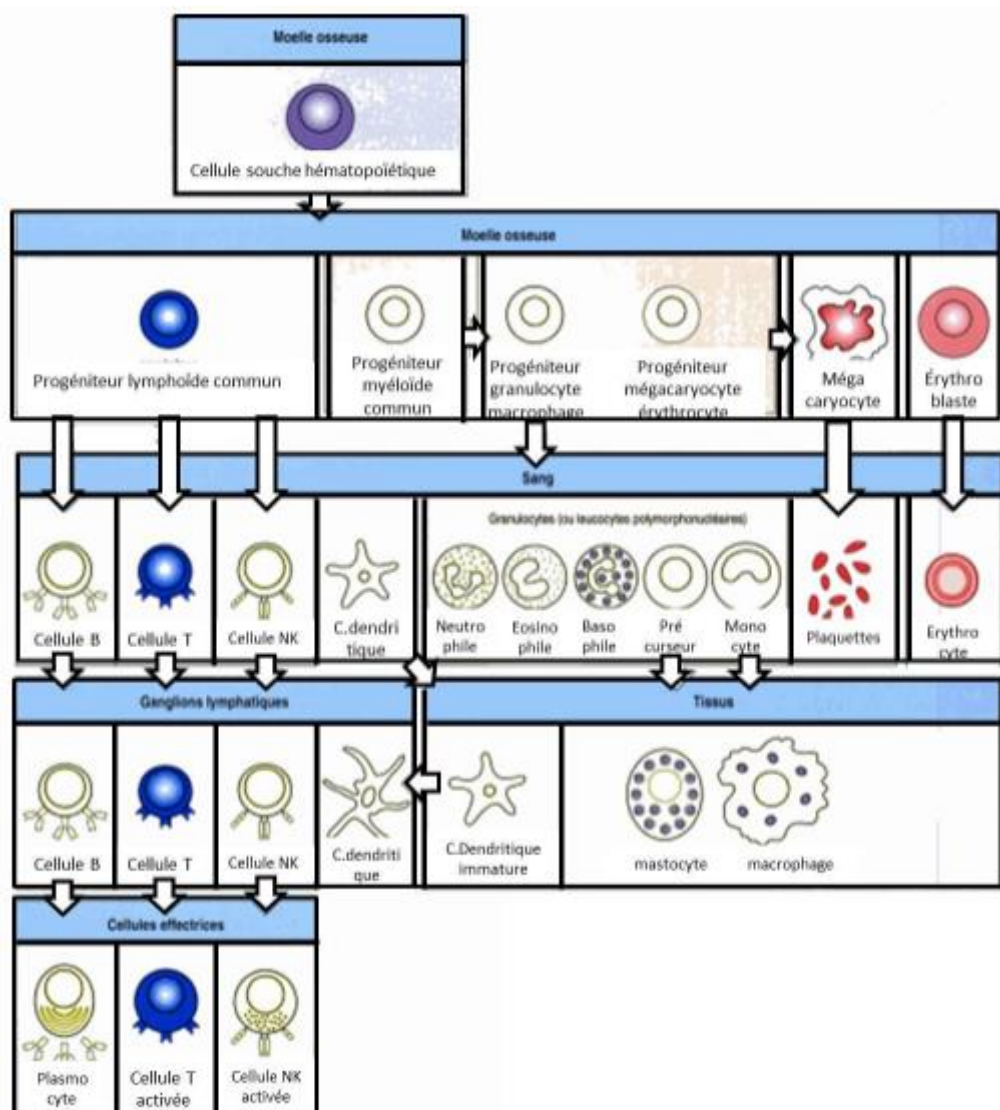 Moelle osseuse
Cellule souche hématopoïétique
Moelle osseuse
Progéniteur lymphoïde commun
Progéniteur
myéloïde
commun
Progéniteur
granulocyte
macrophage
Progéniteur
mégacaryocyte
érythrocyte
Méga
caryocyte
Érythro
blaste
Sang
Granulocytes (ou leucocytes polymorphonucléaires)
Cellule B
Cellule T
Cellule NK
C.dendri
tique
Neutro
phile
Eosino
phile
Baso
phile
Pré
curseur
Mono
cyte
Plaquettes
Erythro
cyte
Ganglions lymphatiques
Tissus
Cellule B
Cellule T
Cellule NK
C.dendriti
que
C.Dendritique
immature
mastocyte
macrophage
Cellules effectrices
Plasmo
cyte
Cellule T
activée
Cellule NK
activée